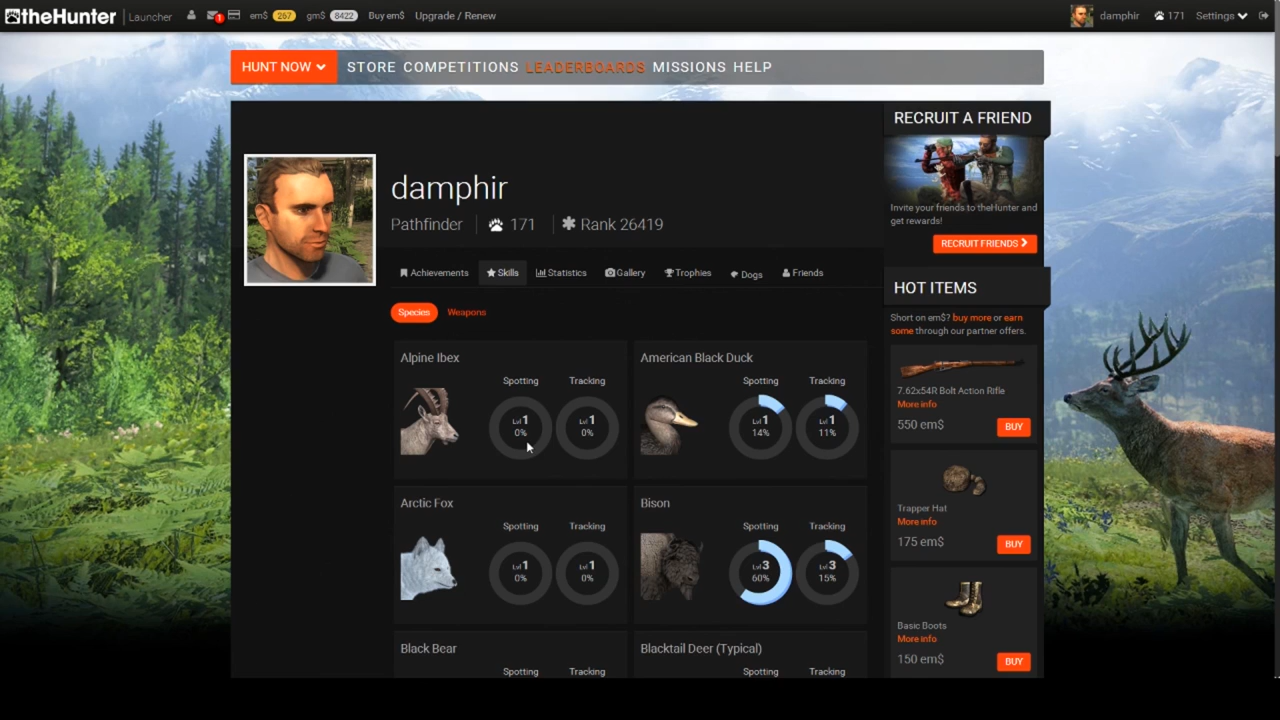 theHunter Launcher 1 em$ 267 gm$ 8422 Buy em$ Upgrade / Renew damphir 171 Settings
HUNT NOW STORE COMPETITIONS LEADERBOARDS MISSIONS HELP
damphir
Pathfinder 171 Rank 26419
Achievements Skills Statistics Gallery Trophies Dogs Friends
Species Weapons
Alpine Ibex
Spotting Tracking
Lvl 1 Lvl 1
0% 0%
American Black Duck
Spotting Tracking
Lvl 1 Lvl 1
14% 11%
Arctic Fox
Spotting Tracking
Lvl 1 Lvl 1
0% 0%
Bison
Spotting Tracking
Lvl 3 Lvl 3
60% 15%
Black Bear
Spotting Tracking
Blacktail Deer (Typical)
Spotting Tracking
RECRUIT A FRIEND
Invite your friends to theHunter and
get rewards!
RECRUIT FRIENDS
HOT ITEMS
Short on em$? buy more or earn
some through our partner offers.
7.62x54R Bolt Action Rifle
More info
550 em$ BUY
Trapper Hat
More info
175 em$ BUY
Basic Boots
More info
150 em$ BUY